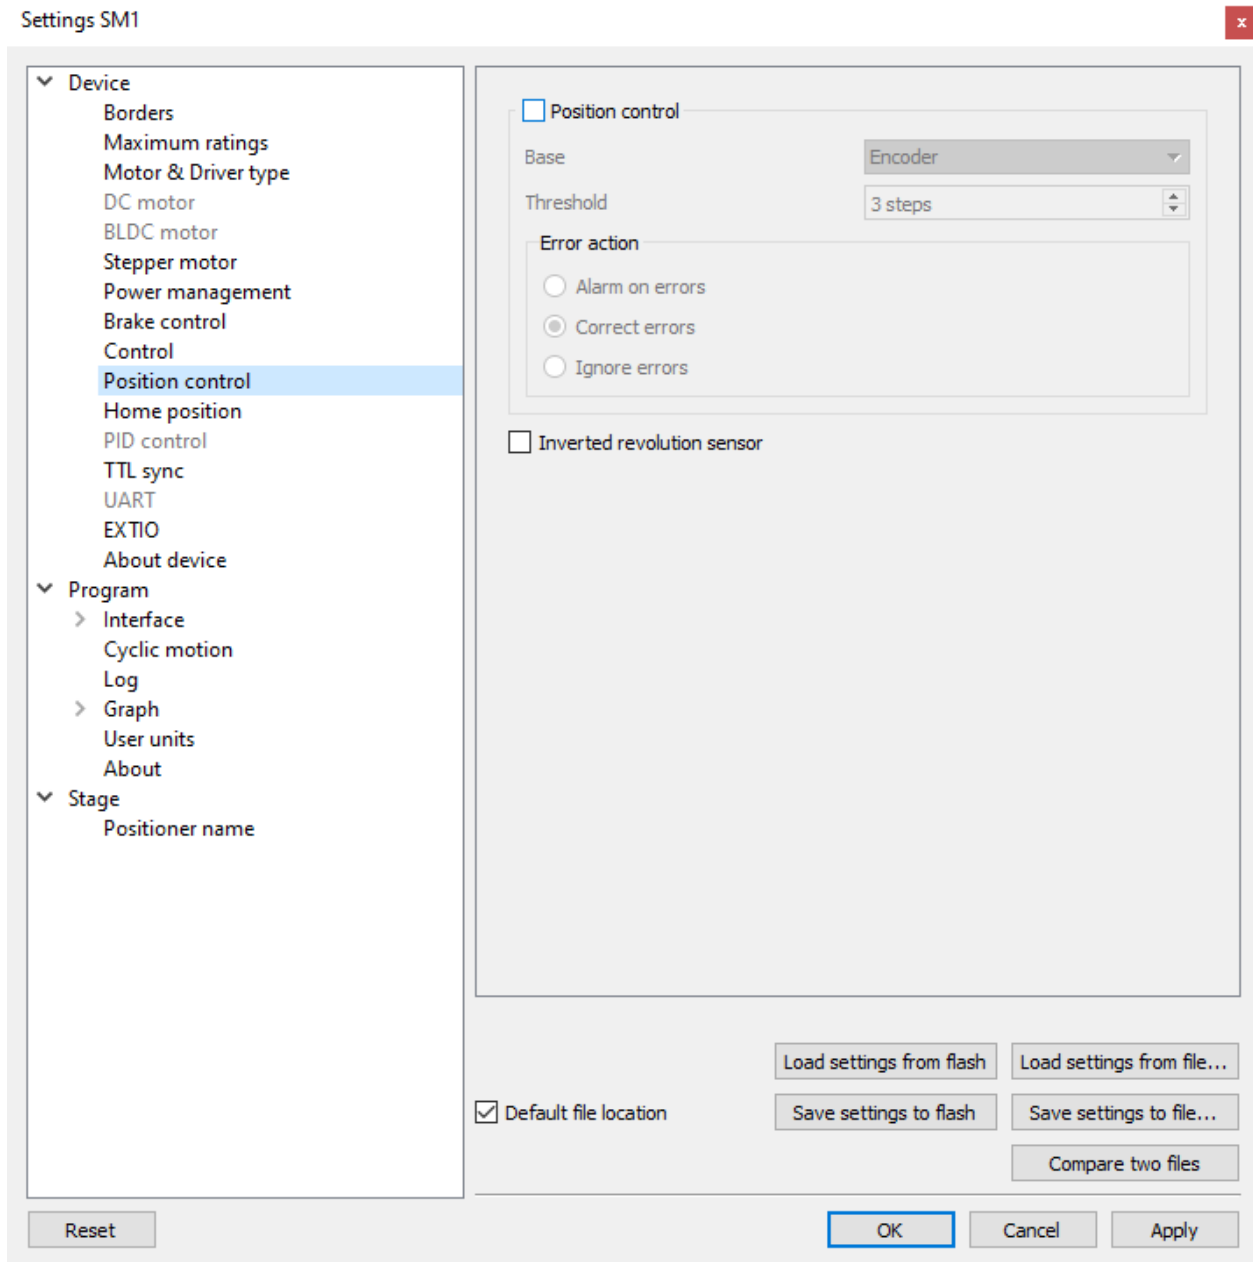 Settings SM1
x
Device
Borders
Maximum ratings
Motor & Driver type
DC motor
BLDC motor
Stepper motor
Power management
Brake control
Control
Position control
Home position
PID control
TTL sync
UART
EXTIO
About device
Program
Interface
Cyclic motion
Log
Graph
User units
About
Stage
Positioner name
Position control
Base Encoder
Threshold 3 steps
Error action
Alarm on errors
Correct errors
Ignore errors
Inverted revolution sensor
Load settings from flash Load settings from file...
Default file location Save settings to flash Save settings to file...
Compare two files
Reset OK Cancel Apply